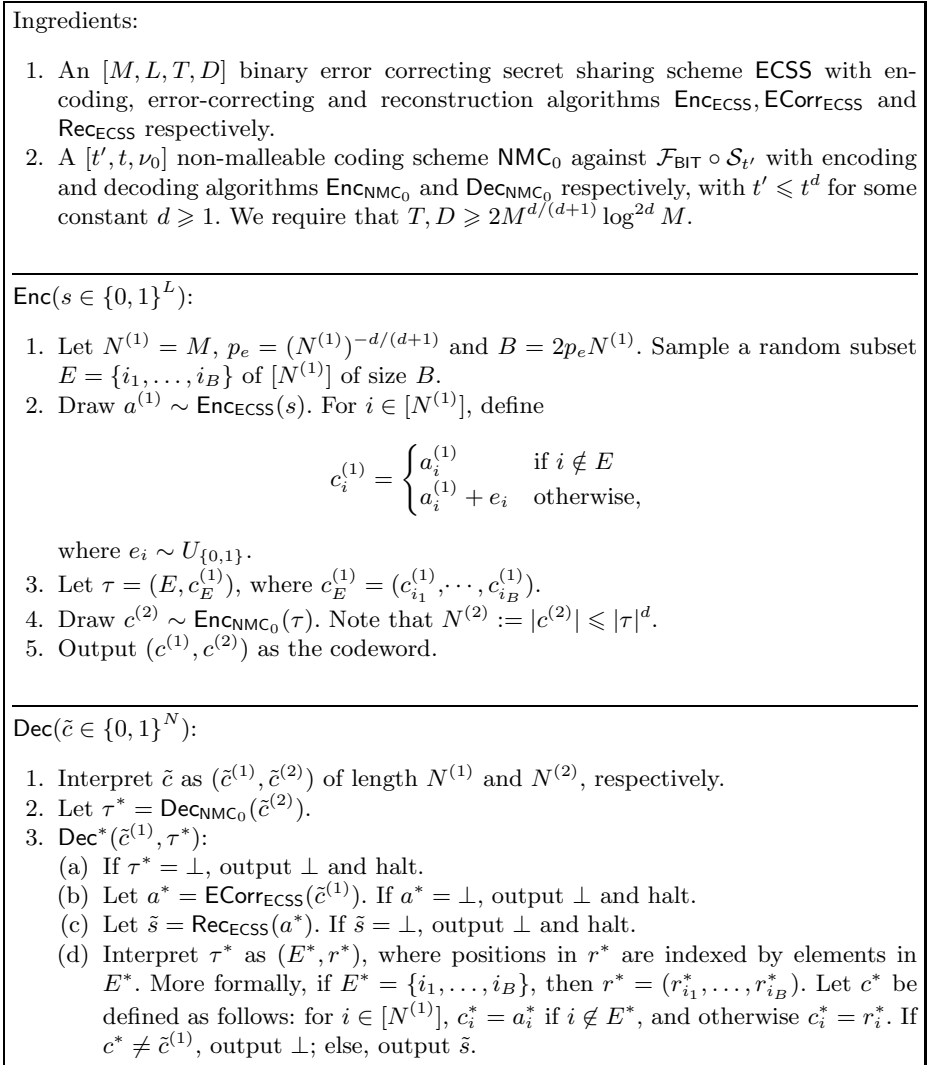 Ingredients:
1. An [M, L, T, D] binary error correcting secret sharing scheme ECSS with en-
coding, error-correcting and reconstruction algorithms Enc_ECSS, ECorr_ECSS and
Rec_ECSS respectively.
2. A [t′, t, ν₀] non-malleable coding scheme NMC₀ against F_BIT ∘ S_t′ with encoding
and decoding algorithms Enc_NMC₀ and Dec_NMC₀ respectively, with t′ ⩽ t^d for some
constant d ⩾ 1. We require that T, D ⩾ 2M^{d/(d+1)} log^{2d} M.
Enc(s ∈ {0, 1}^L):
1. Let N^(1) = M, p_e = (N^(1))^{−d/(d+1)} and B = 2p_e N^(1). Sample a random subset
E = {i_1, . . . , i_B} of [N^(1)] of size B.
2. Draw a^(1) ∼ Enc_ECSS(s). For i ∈ [N^(1)], define
c_i^(1) = { a_i^(1) if i ∉ E
a_i^(1) + e_i otherwise,
where e_i ∼ U_{0,1}.
3. Let τ = (E, c_E^(1)), where c_E^(1) = (c_{i_1}^(1), · · · , c_{i_B}^(1)).
4. Draw c^(2) ∼ Enc_NMC₀(τ). Note that N^(2) := |c^(2)| ⩽ |τ|^d.
5. Output (c^(1), c^(2)) as the codeword.
Dec(c̃ ∈ {0, 1}^N):
1. Interpret c̃ as (c̃^(1), c̃^(2)) of length N^(1) and N^(2), respectively.
2. Let τ* = Dec_NMC₀(c̃^(2)).
3. Dec*(c̃^(1), τ*):
(a) If τ* = ⊥, output ⊥ and halt.
(b) Let a* = ECorr_ECSS(c̃^(1)). If a* = ⊥, output ⊥ and halt.
(c) Let s̃ = Rec_ECSS(a*). If s̃ = ⊥, output ⊥ and halt.
(d) Interpret τ* as (E*, r*), where positions in r* are indexed by elements in
E*. More formally, if E* = {i_1, . . . , i_B}, then r* = (r*_{i_1}, . . . , r*_{i_B}). Let c* be
defined as follows: for i ∈ [N^(1)], c*_i = a*_i if i ∉ E*, and otherwise c*_i = r*_i. If
c* ≠ c̃^(1), output ⊥; else, output s̃.